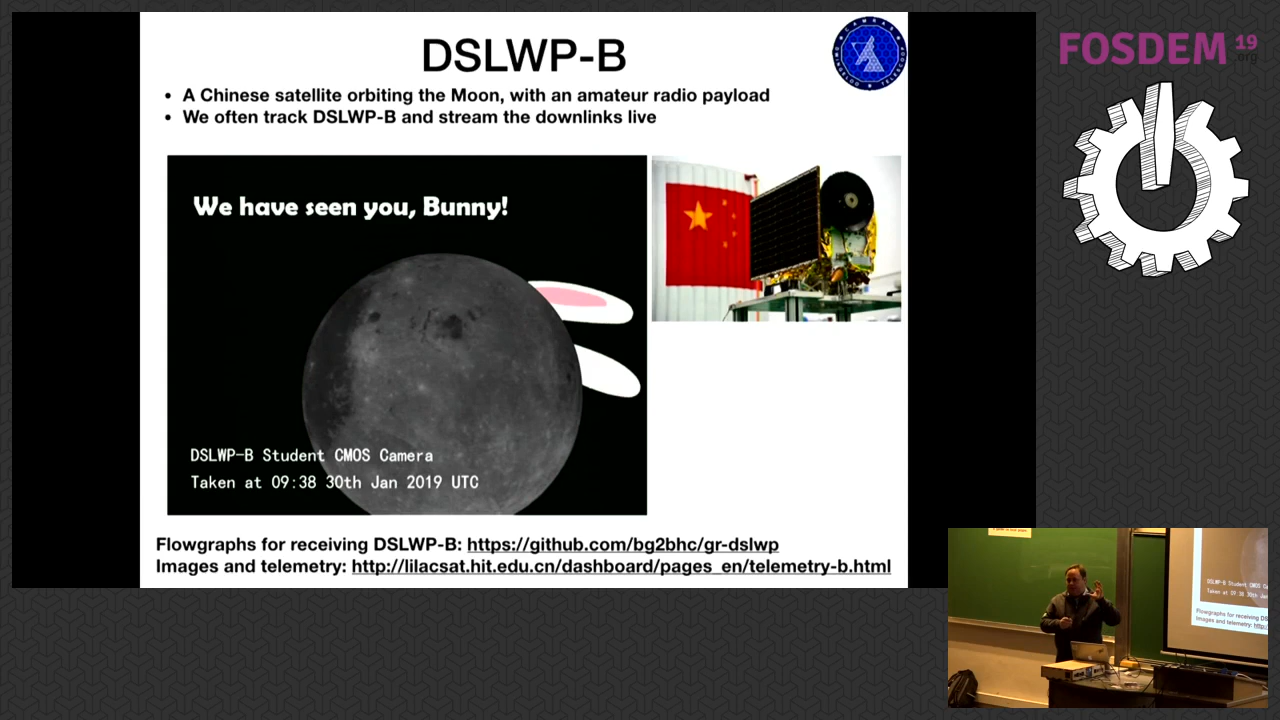 DSLWP-B
• A Chinese satellite orbiting the Moon, with an amateur radio payload
• We often track DSLWP-B and stream the downlinks live
We have seen you, Bunny!
DSLWP-B Student CMOS Camera
Taken at 09:38 30th Jan 2019 UTC
Flowgraphs for receiving DSLWP-B: https://github.com/bg2bhc/gr-dslwp
Images and telemetry: http://lilacsat.hit.edu.cn/dashboard/pages_en/telemetry-b.html
FOSDEM 19
.org